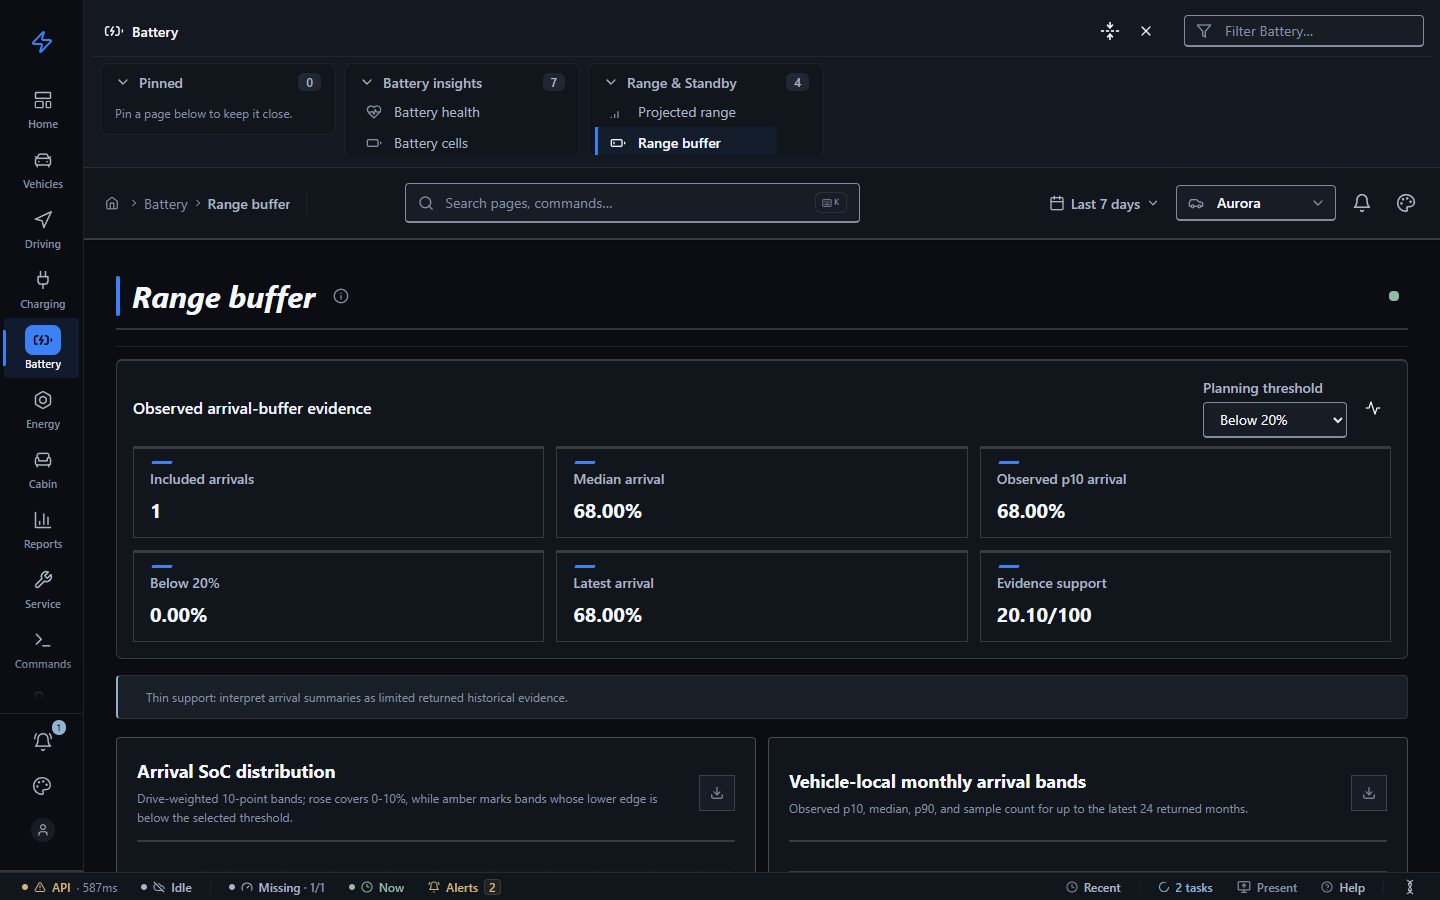 Home
Vehicles
Driving
Charging
Battery
Energy
Cabin
Reports
Service
Commands
1
Battery
Filter Battery...
Pinned
0
Pin a page below to keep it close.
Battery insights
7
Battery health
Battery cells
Range & Standby
4
Projected range
Range buffer
Battery
Range buffer
Search pages, commands...
K
Last 7 days
Aurora
Range buffer
Observed arrival-buffer evidence
Planning threshold
Below 20%
Included arrivals
1
Median arrival
68.00%
Observed p10 arrival
68.00%
Below 20%
0.00%
Latest arrival
68.00%
Evidence support
20.10/100
Thin support: interpret arrival summaries as limited returned historical evidence.
Arrival SoC distribution
Drive-weighted 10-point bands; rose covers 0-10%, while amber marks bands whose lower edge is
below the selected threshold.
Vehicle-local monthly arrival bands
Observed p10, median, p90, and sample count for up to the latest 24 returned months.
API · 587ms
Idle
Missing · 1/1
Now
Alerts 2
Recent
2 tasks
Present
Help